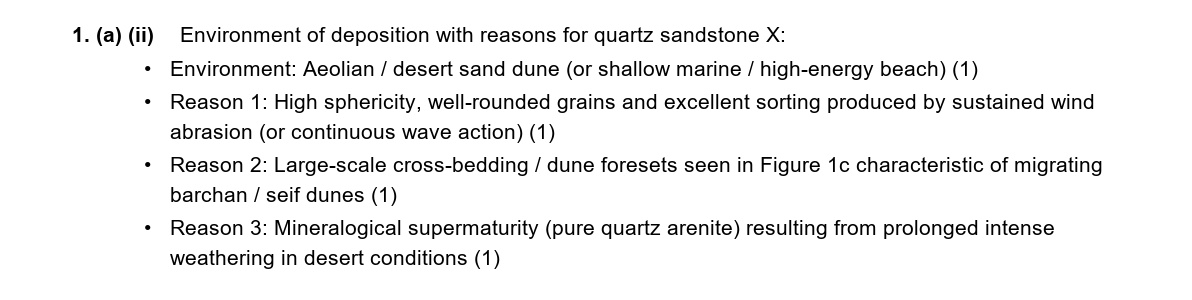 1. (a) (ii) Environment of deposition with reasons for quartz sandstone X:
• Environment: Aeolian / desert sand dune (or shallow marine / high-energy beach) (1)
• Reason 1: High sphericity, well-rounded grains and excellent sorting produced by sustained wind
abrasion (or continuous wave action) (1)
• Reason 2: Large-scale cross-bedding / dune foresets seen in Figure 1c characteristic of migrating
barchan / seif dunes (1)
• Reason 3: Mineralogical supermaturity (pure quartz arenite) resulting from prolonged intense
weathering in desert conditions (1)